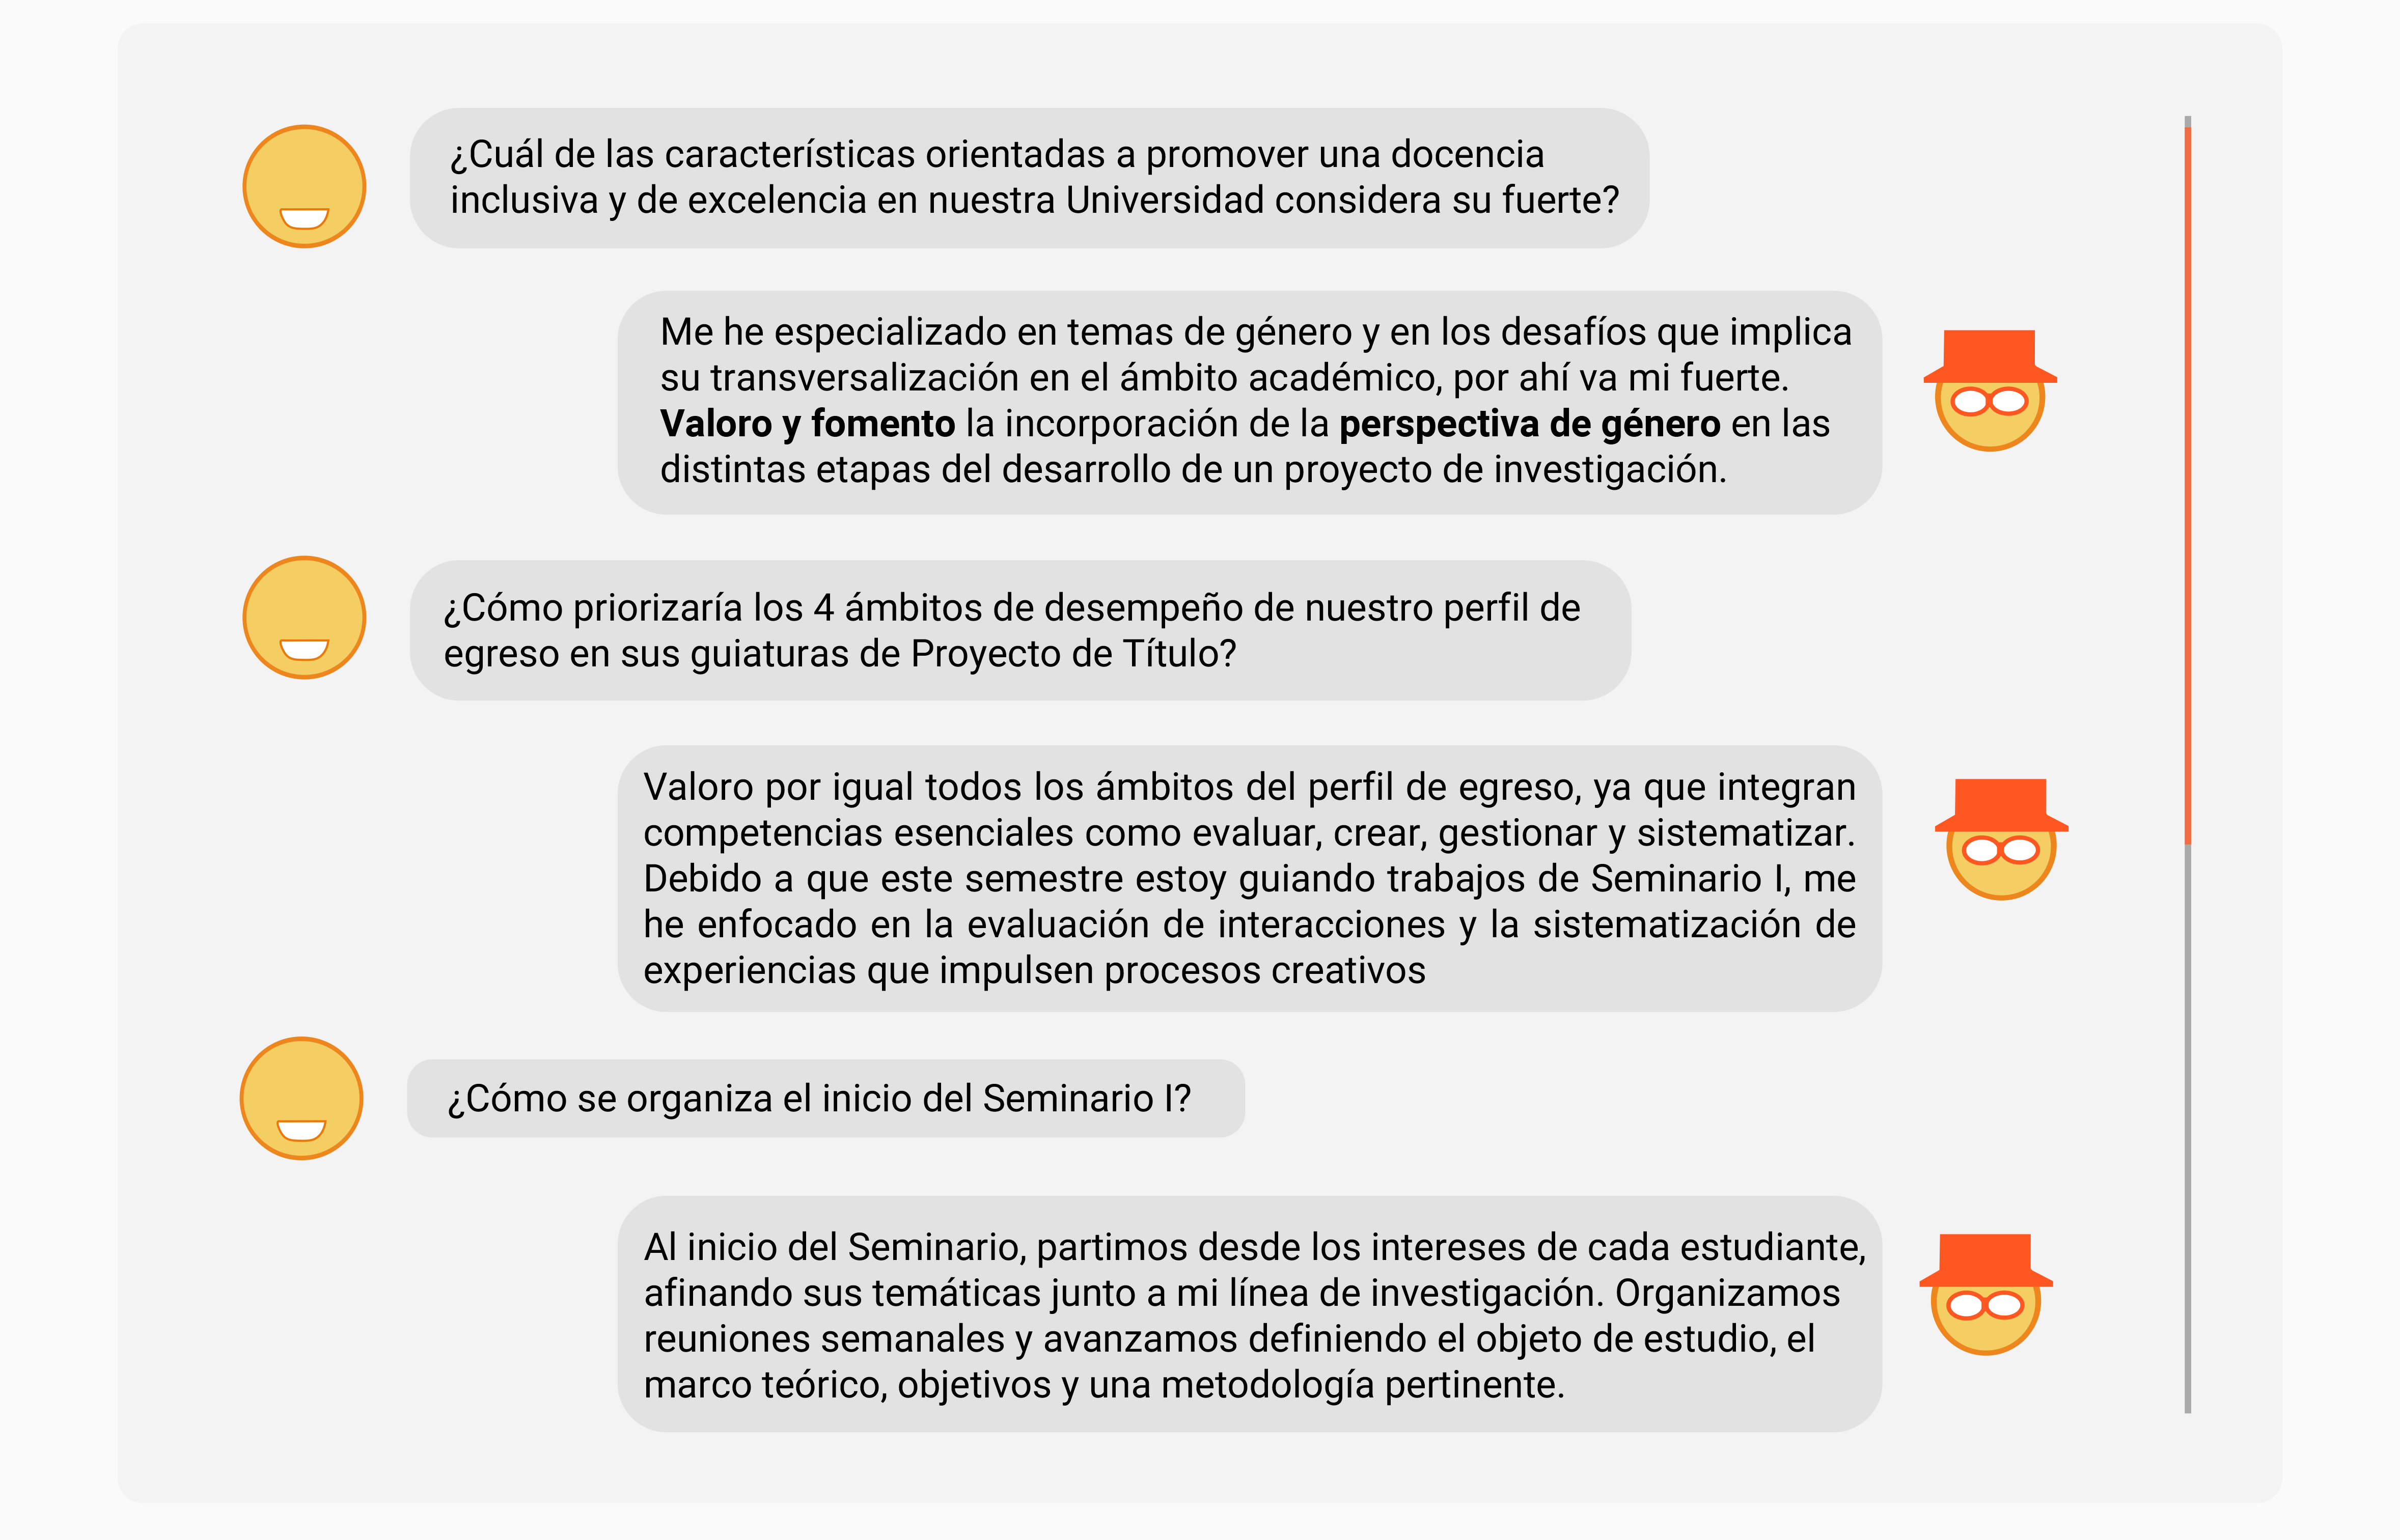 ¿Cuál de las características orientadas a promover una docencia
inclusiva y de excelencia en nuestra Universidad considera su fuerte?
Me he especializado en temas de género y en los desafíos que implica
su transversalización en el ámbito académico, por ahí va mi fuerte.
Valoro y fomento la incorporación de la perspectiva de género en las
distintas etapas del desarrollo de un proyecto de investigación.
¿Cómo priorizaría los 4 ámbitos de desempeño de nuestro perfil de
egreso en sus guiaturas de Proyecto de Título?
Valoro por igual todos los ámbitos del perfil de egreso, ya que integran
competencias esenciales como evaluar, crear, gestionar y sistematizar.
Debido a que este semestre estoy guiando trabajos de Seminario I, me
he enfocado en la evaluación de interacciones y la sistematización de
experiencias que impulsen procesos creativos
¿Cómo se organiza el inicio del Seminario I?
Al inicio del Seminario, partimos desde los intereses de cada estudiante,
afinando sus temáticas junto a mi línea de investigación. Organizamos
reuniones semanales y avanzamos definiendo el objeto de estudio, el
marco teórico, objetivos y una metodología pertinente.